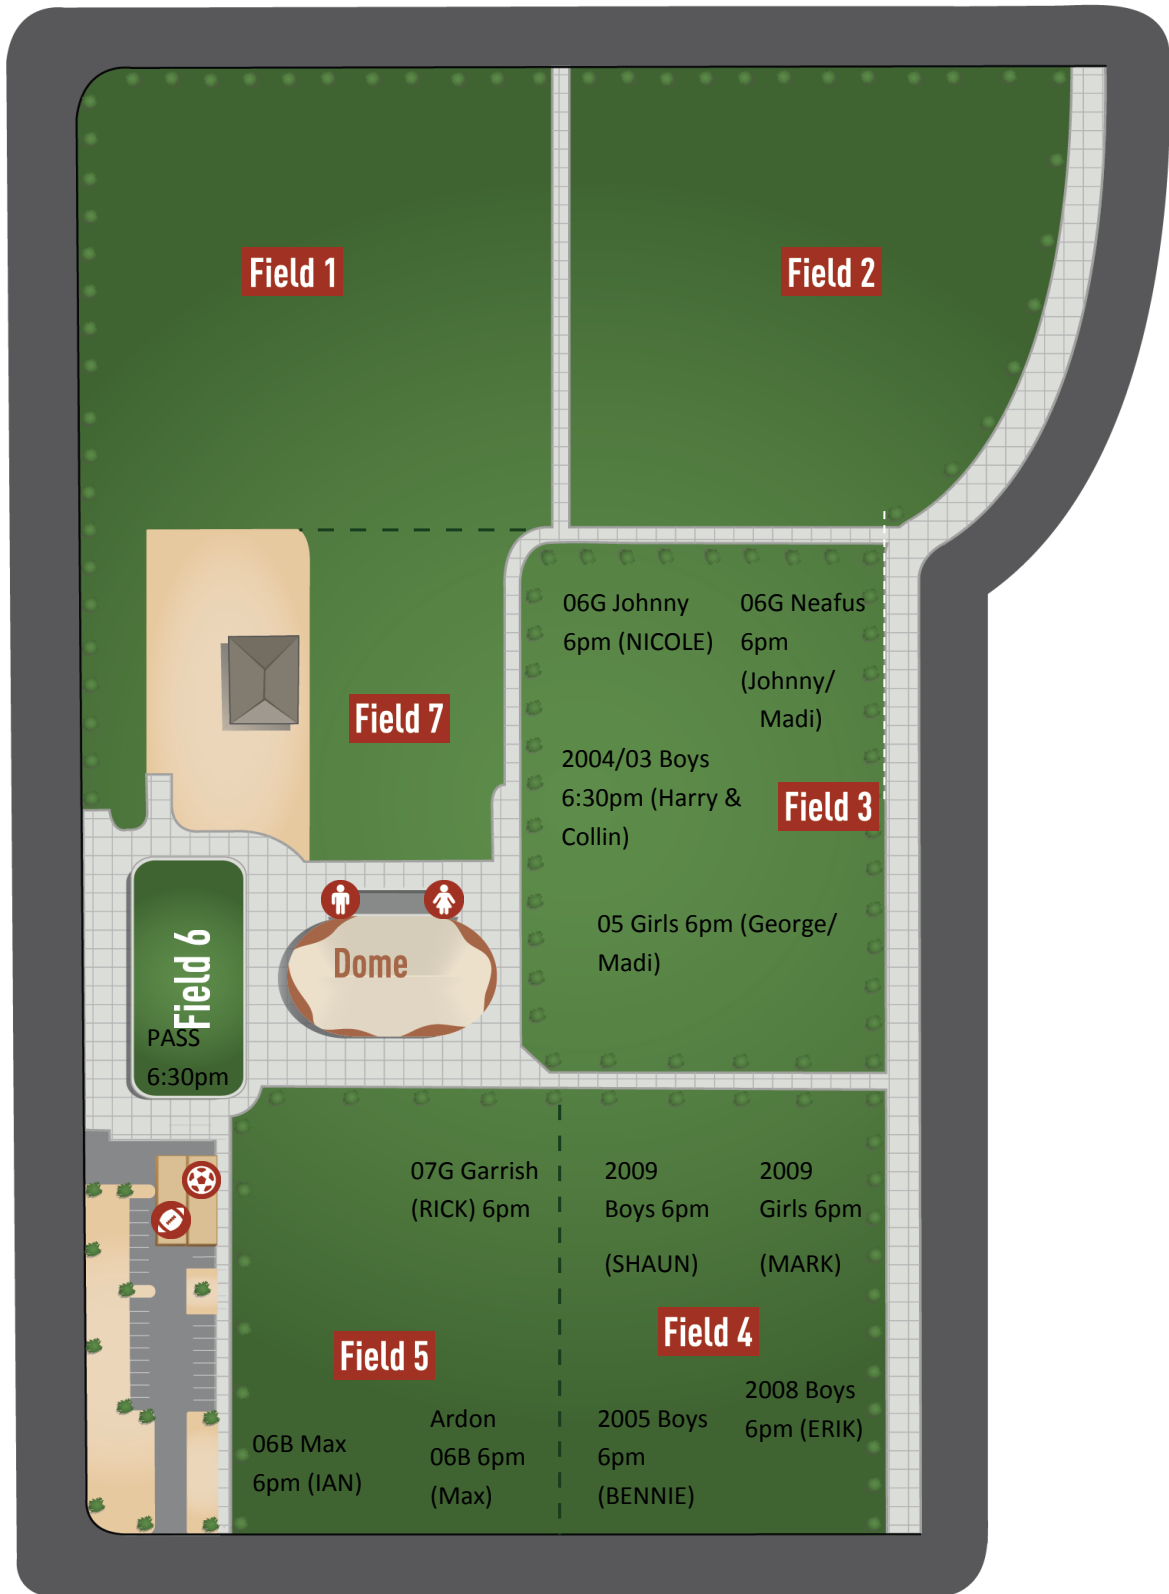 Field 1
Field 2
06G Johnny
6pm (NICOLE)
06G Neafus
6pm
(Johnny/
Madi)
Field 7
2004/03 Boys
6:30pm (Harry &
Collin)
Field 3
05 Girls 6pm (George/
Madi)
Dome
Field 6
PASS
6:30pm
07G Garrish
(RICK) 6pm
2009
Boys 6pm
(SHAUN)
2009
Girls 6pm
(MARK)
Field 5
Field 4
06B Max
6pm (IAN)
Ardon
06B 6pm
(Max)
2005 Boys
6pm
(BENNIE)
2008 Boys
6pm (ERIK)